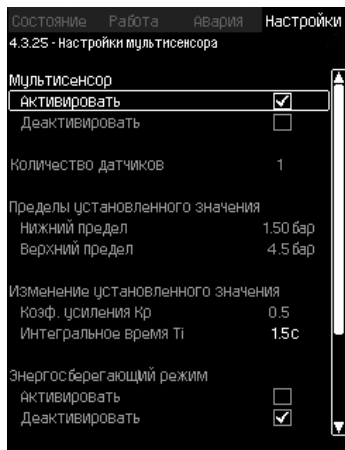 Состояние Работа Авария Настройки
4.3.25 - Настройки мультисенсора
Мультисенсор
Активировать
Деактивировать
Количество датчиков 1
Пределы установленного значения
Нижний предел 1.50 бар
Верхний предел 4.5 бар
Изменение установленного значения
Коэф. усиления Kp 0.5
Интегральное время Ti 1.5с
Энергосберегающий режим
Активировать
Деактивировать